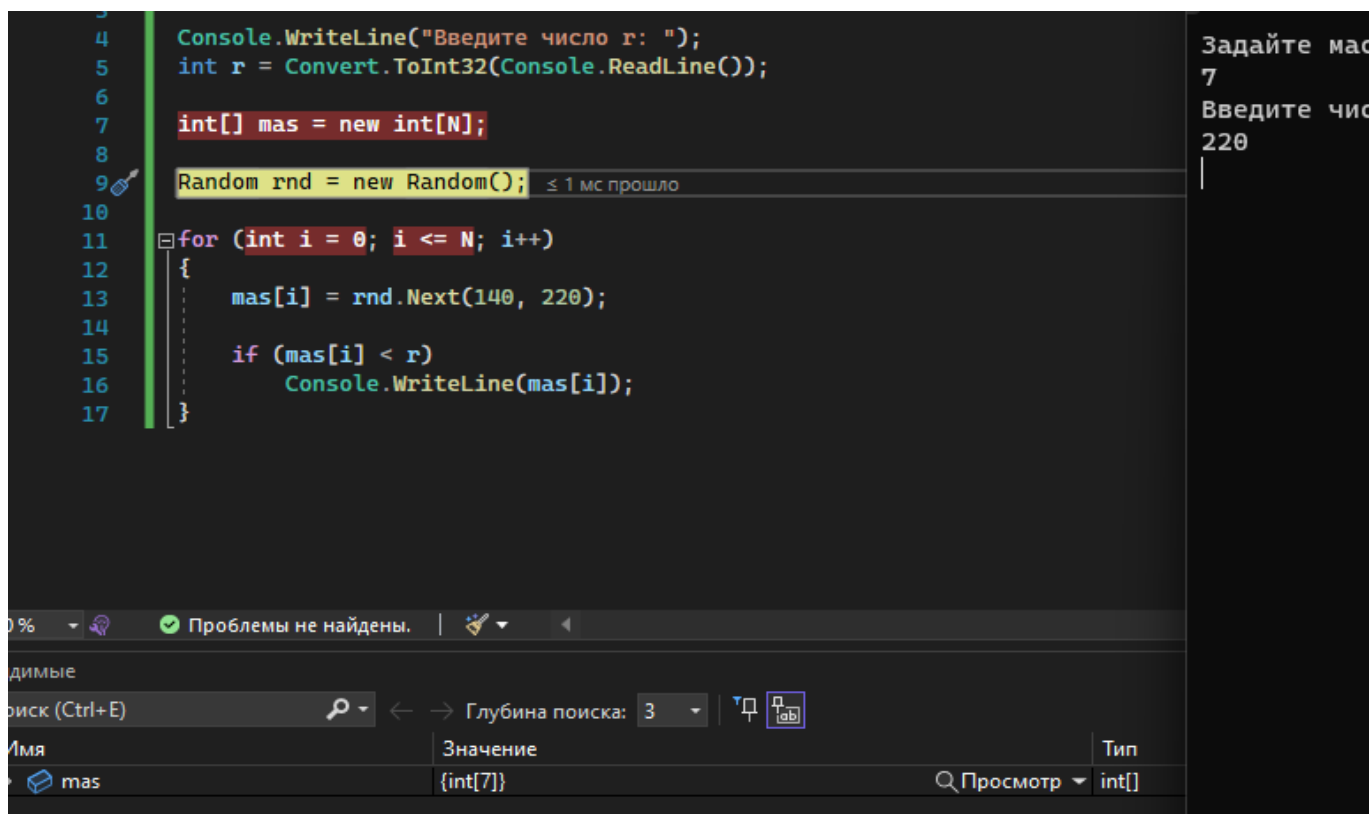 4 Console.WriteLine("Введите число r: ");
5 int r = Convert.ToInt32(Console.ReadLine());
6
7 int[] mas = new int[N];
8
9 Random rnd = new Random(); ≤ 1 мс прошло
10
11 for (int i = 0; i <= N; i++)
12 {
13 mas[i] = rnd.Next(140, 220);
14
15 if (mas[i] < r)
16 Console.WriteLine(mas[i]);
17 }
Задайте мас
7
Введите чис
220
0 % Проблемы не найдены.
димые
оиск (Ctrl+E) Глубина поиска: 3
Имя Значение Тип
mas {int[7]} Просмотр int[]